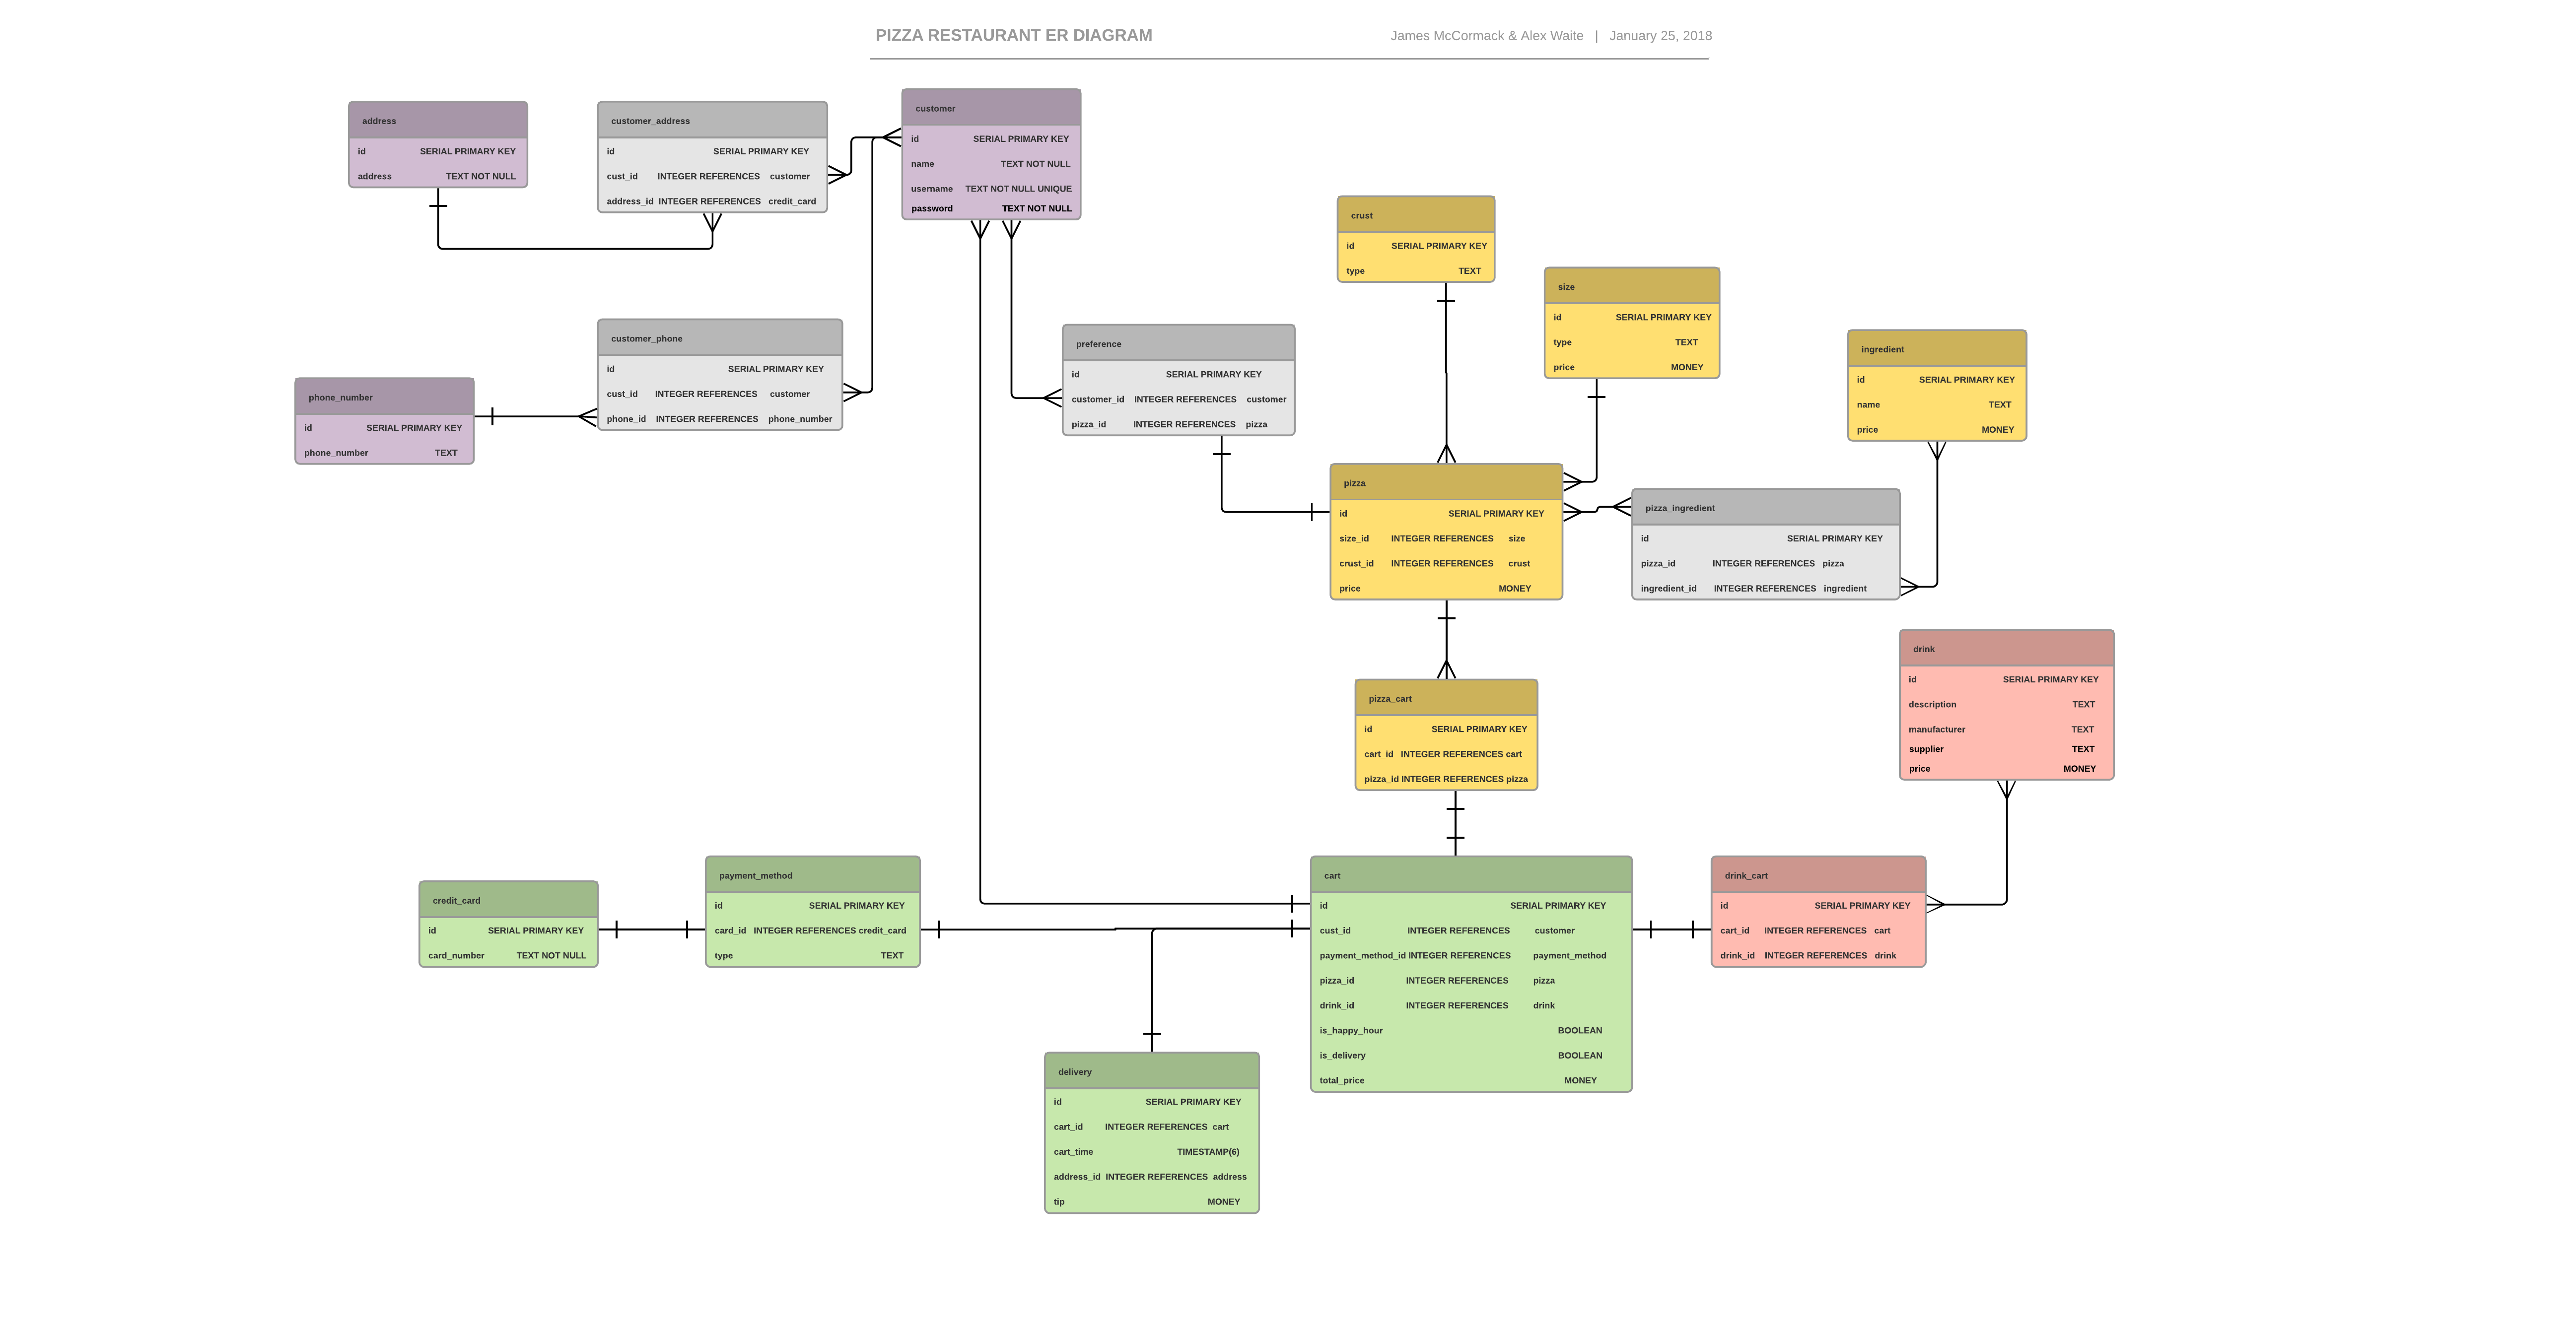 PIZZA RESTAURANT ER DIAGRAM
James McCormack & Alex Waite | January 25, 2018
address
id SERIAL PRIMARY KEY
address TEXT NOT NULL
customer_address
id SERIAL PRIMARY KEY
cust_id INTEGER REFERENCES customer
address_id INTEGER REFERENCES credit_card
customer
id SERIAL PRIMARY KEY
name TEXT NOT NULL
username TEXT NOT NULL UNIQUE
password TEXT NOT NULL
crust
id SERIAL PRIMARY KEY
type TEXT
size
id SERIAL PRIMARY KEY
type TEXT
price MONEY
ingredient
id SERIAL PRIMARY KEY
name TEXT
price MONEY
phone_number
id SERIAL PRIMARY KEY
phone_number TEXT
customer_phone
id SERIAL PRIMARY KEY
cust_id INTEGER REFERENCES customer
phone_id INTEGER REFERENCES phone_number
preference
id SERIAL PRIMARY KEY
customer_id INTEGER REFERENCES customer
pizza_id INTEGER REFERENCES pizza
pizza
id SERIAL PRIMARY KEY
size_id INTEGER REFERENCES size
crust_id INTEGER REFERENCES crust
price MONEY
pizza_ingredient
id SERIAL PRIMARY KEY
pizza_id INTEGER REFERENCES pizza
ingredient_id INTEGER REFERENCES ingredient
pizza_cart
id SERIAL PRIMARY KEY
cart_id INTEGER REFERENCES cart
pizza_id INTEGER REFERENCES pizza
drink
id SERIAL PRIMARY KEY
description TEXT
manufacturer TEXT
supplier TEXT
price MONEY
credit_card
id SERIAL PRIMARY KEY
card_number TEXT NOT NULL
payment_method
id SERIAL PRIMARY KEY
card_id INTEGER REFERENCES credit_card
type TEXT
cart
id SERIAL PRIMARY KEY
cust_id INTEGER REFERENCES customer
payment_method_id INTEGER REFERENCES payment_method
pizza_id INTEGER REFERENCES pizza
drink_id INTEGER REFERENCES drink
is_happy_hour BOOLEAN
is_delivery BOOLEAN
total_price MONEY
drink_cart
id SERIAL PRIMARY KEY
cart_id INTEGER REFERENCES cart
drink_id INTEGER REFERENCES drink
delivery
id SERIAL PRIMARY KEY
cart_id INTEGER REFERENCES cart
cart_time TIMESTAMP(6)
address_id INTEGER REFERENCES address
tip MONEY